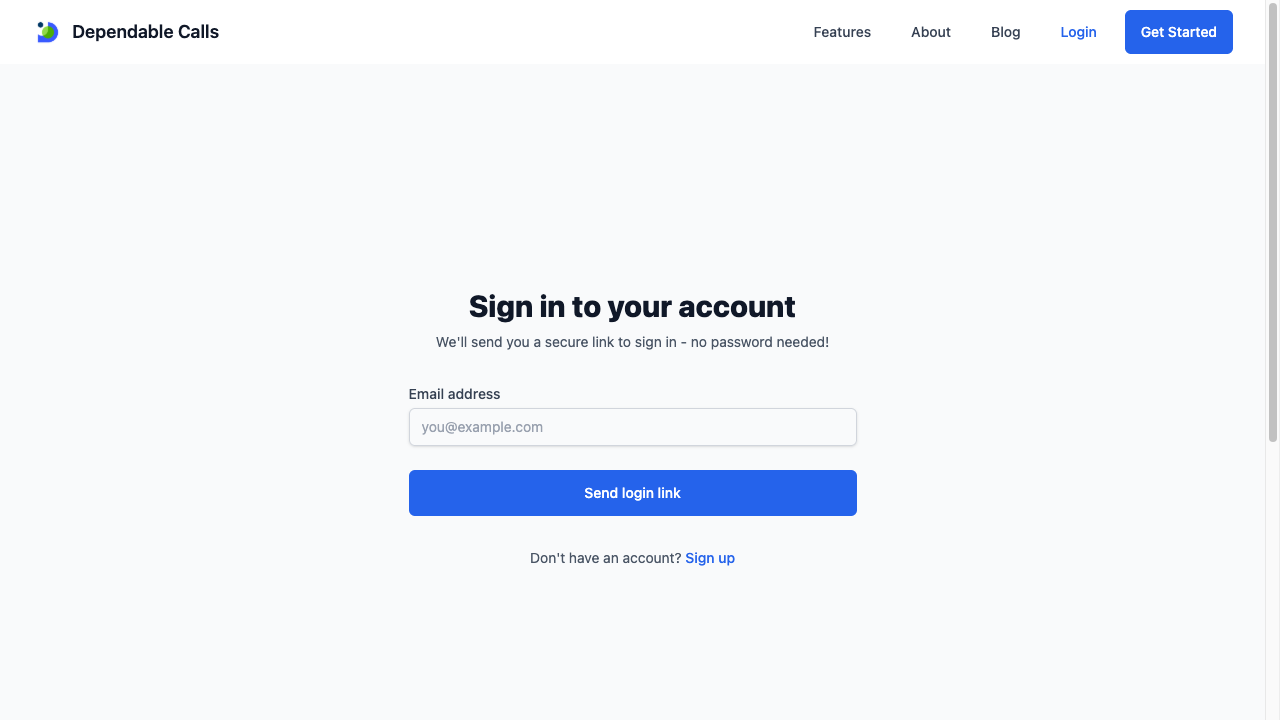 Dependable Calls
Features
About
Blog
Login
Get Started
Sign in to your account
We'll send you a secure link to sign in - no password needed!
Email address
you@example.com
Send login link
Don't have an account? Sign up